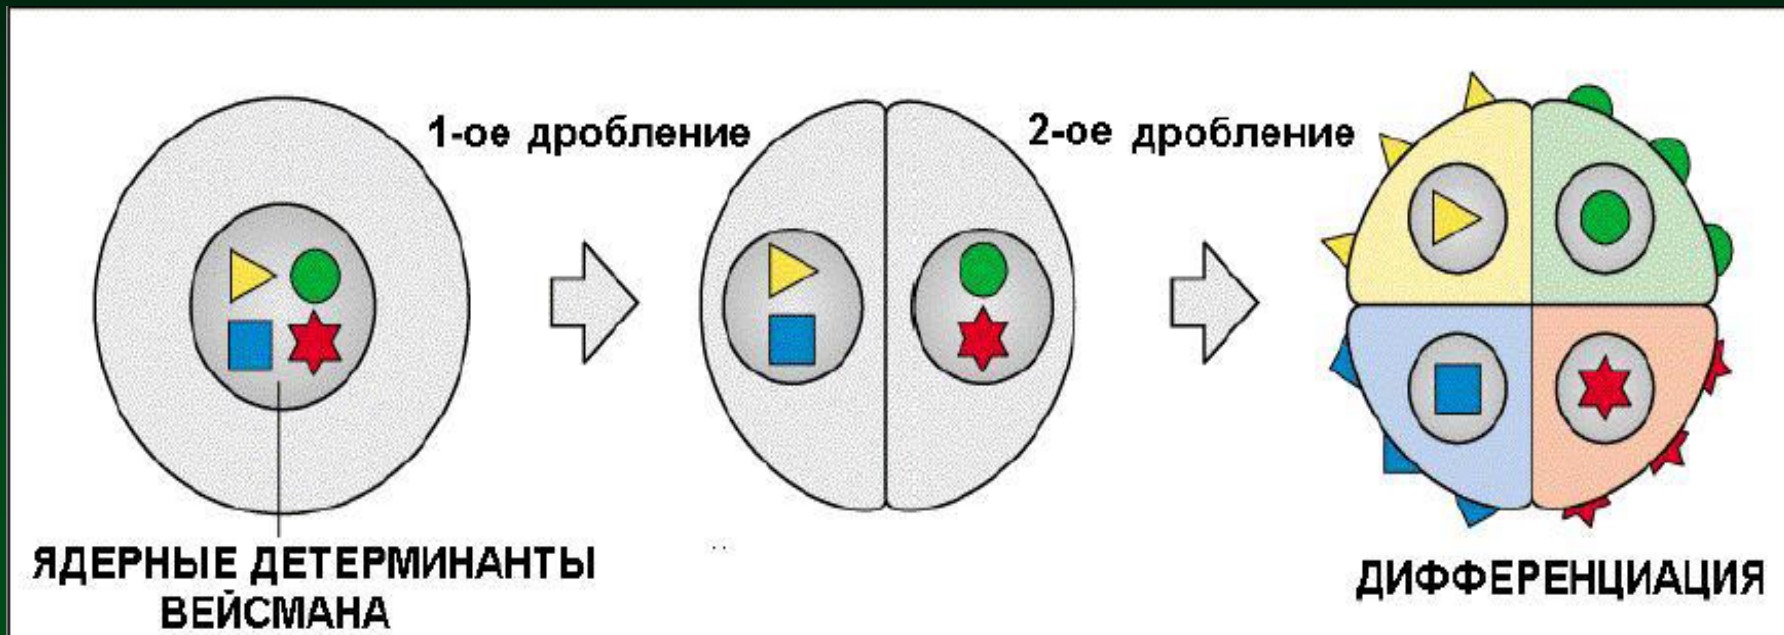 1-ое дробление
2-ое дробление
ЯДЕРНЫЕ ДЕТЕРМИНАНТЫ
ВЕЙСМАНА
ДИФФЕРЕНЦИАЦИЯ